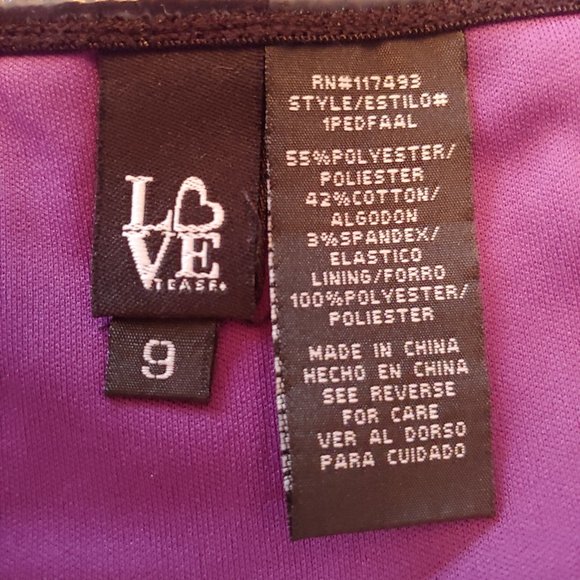 L♥
VE
TEASE
9
RN#117493
STYLE/ESTILO#
1PEDFAAL
55%POLYESTER/
POLIESTER
42%COTTON/
ALGODON
3%SPANDEX/
ELASTICO
LINING/FORRO
100%POLYESTER/
POLIESTER
MADE IN CHINA
HECHO EN CHINA
SEE REVERSE
FOR CARE
VER AL DORSO
PARA CUIDADO